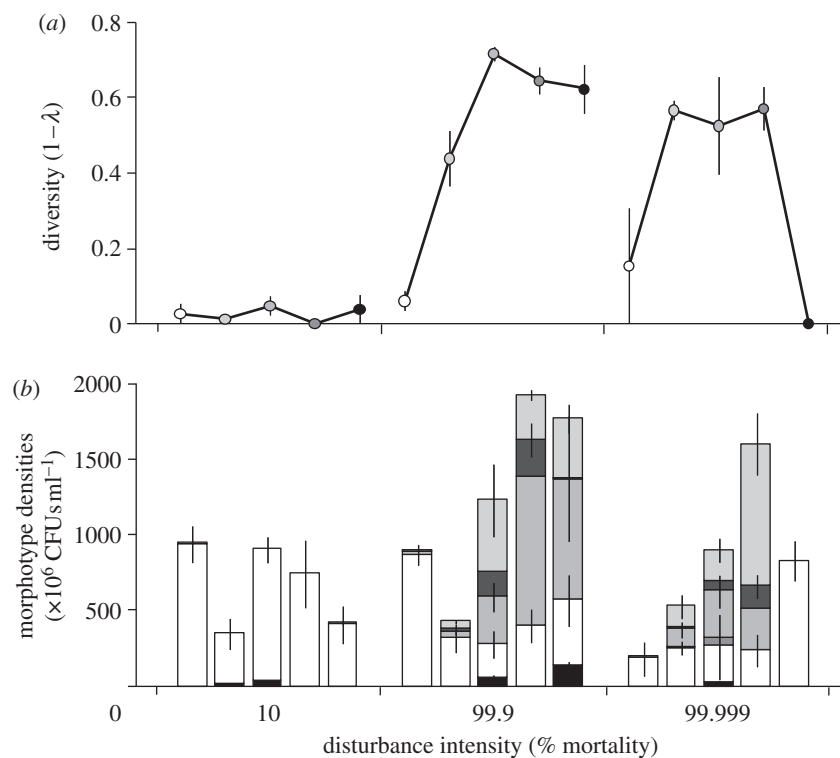 (a)
0.8
0.6
0.4
0.2
0
diversity (1–λ)
(b)
2000
1500
1000
500
0
morphotype densities
(×10⁶ CFUs ml⁻¹)
10
99.9
99.999
disturbance intensity (% mortality)